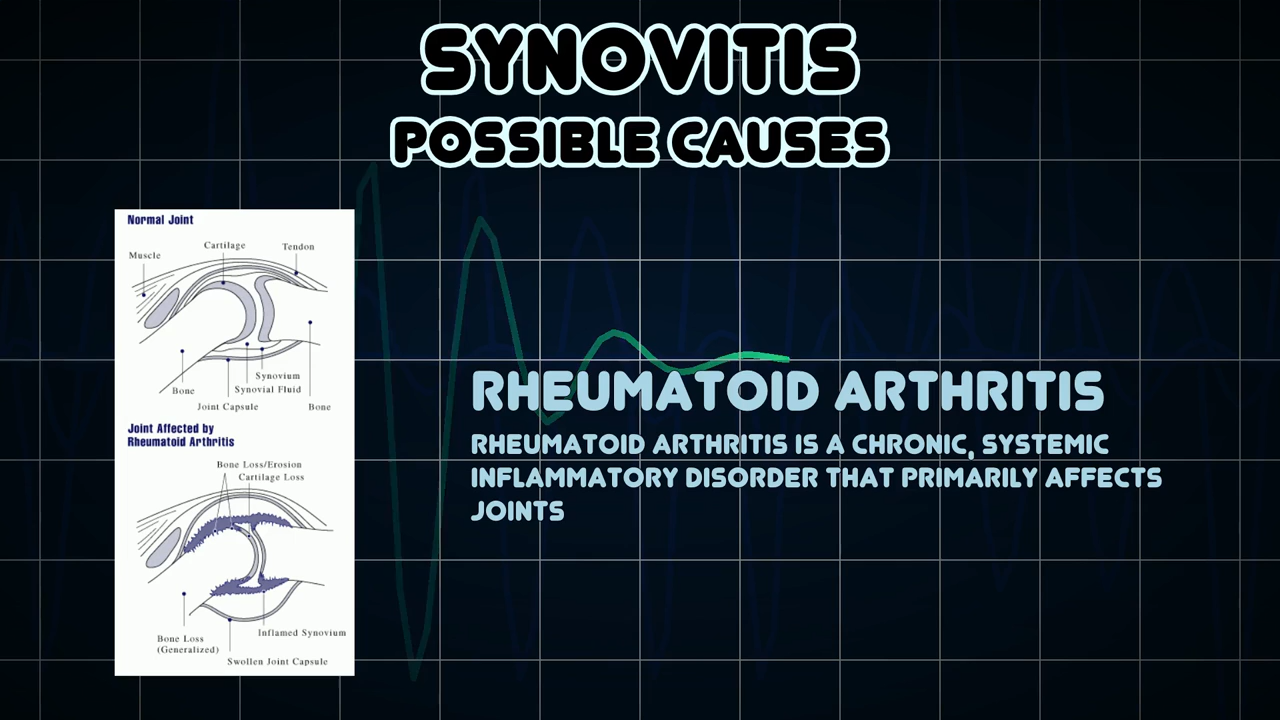 SYNOVITIS
POSSIBLE CAUSES
Normal Joint
Cartilage
Tendon
Muscle
Synovium
Bone
Synovial Fluid
Joint Capsule
Bone
Joint Affected by
Rheumatoid Arthritis
Bone Loss/Erosion
Cartilage Loss
Inflamed Synovium
Bone Loss
(Generalized)
Swollen Joint Capsule
RHEUMATOID ARTHRITIS
RHEUMATOID ARTHRITIS IS A CHRONIC, SYSTEMIC
INFLAMMATORY DISORDER THAT PRIMARILY AFFECTS
JOINTS